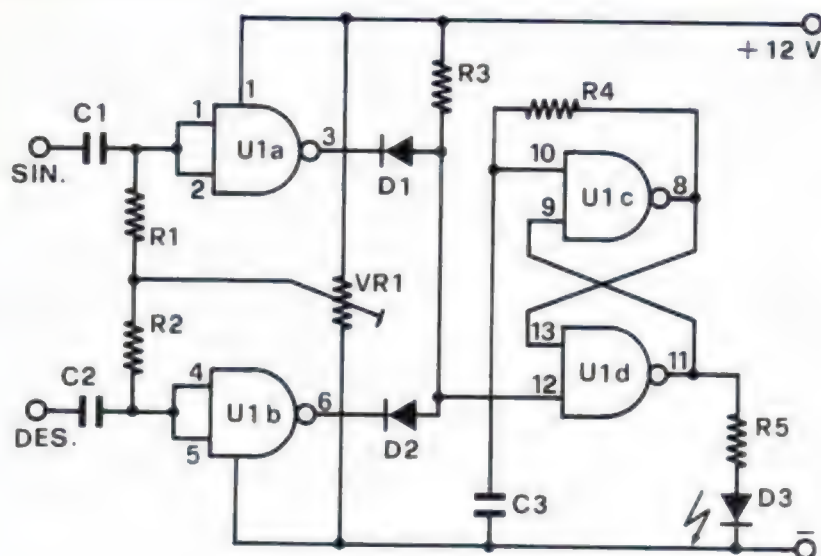 + 12 V
R3
R4
C1
1
1
3
10
U1a
U1c
8
SIN.
2
D1
9
R1
VR1
R2
13
C2
4
12
U1d
11
U1b
6
DES.
5
D2
R5
C3
D3
–